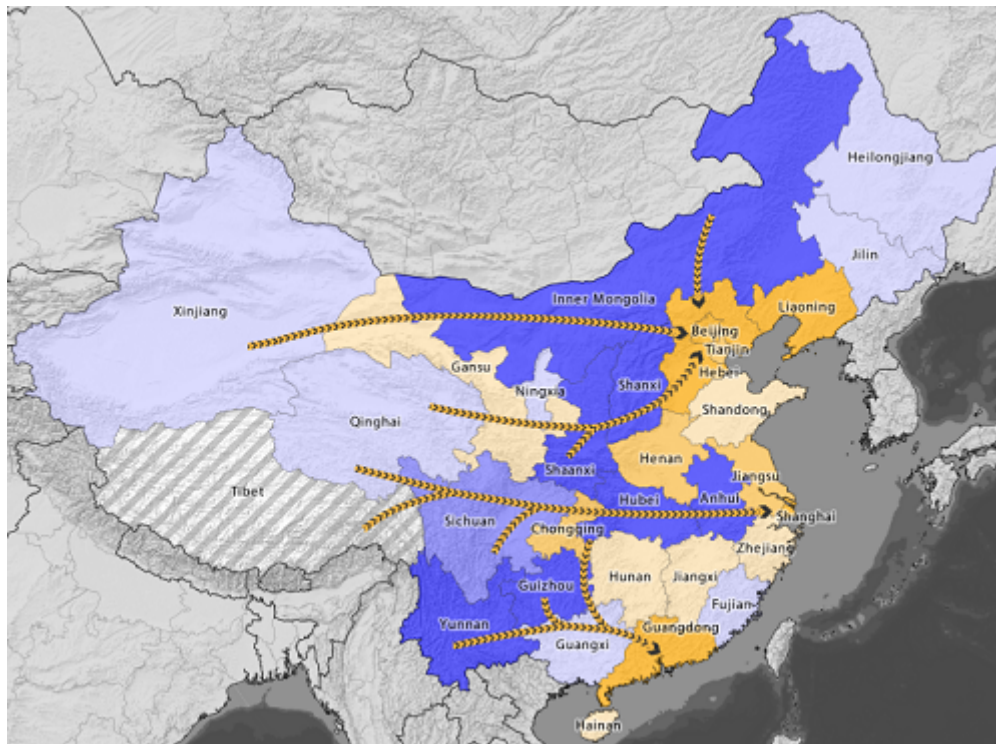 Heilongjiang
Jilin
Inner Mongolia
Liaoning
Xinjiang
Beijing
Tianjin
Gansu
Hebei
Ningxia
Shanxi
Shandong
Qinghai
Henan
Shaanxi
Jiangsu
Tibet
Hubei
Anhui
Sichuan
Shanghai
Chongqing
Zhejiang
Hunan
Jiangxi
Guizhou
Fujian
Yunnan
Guangdong
Guangxi
Hainan